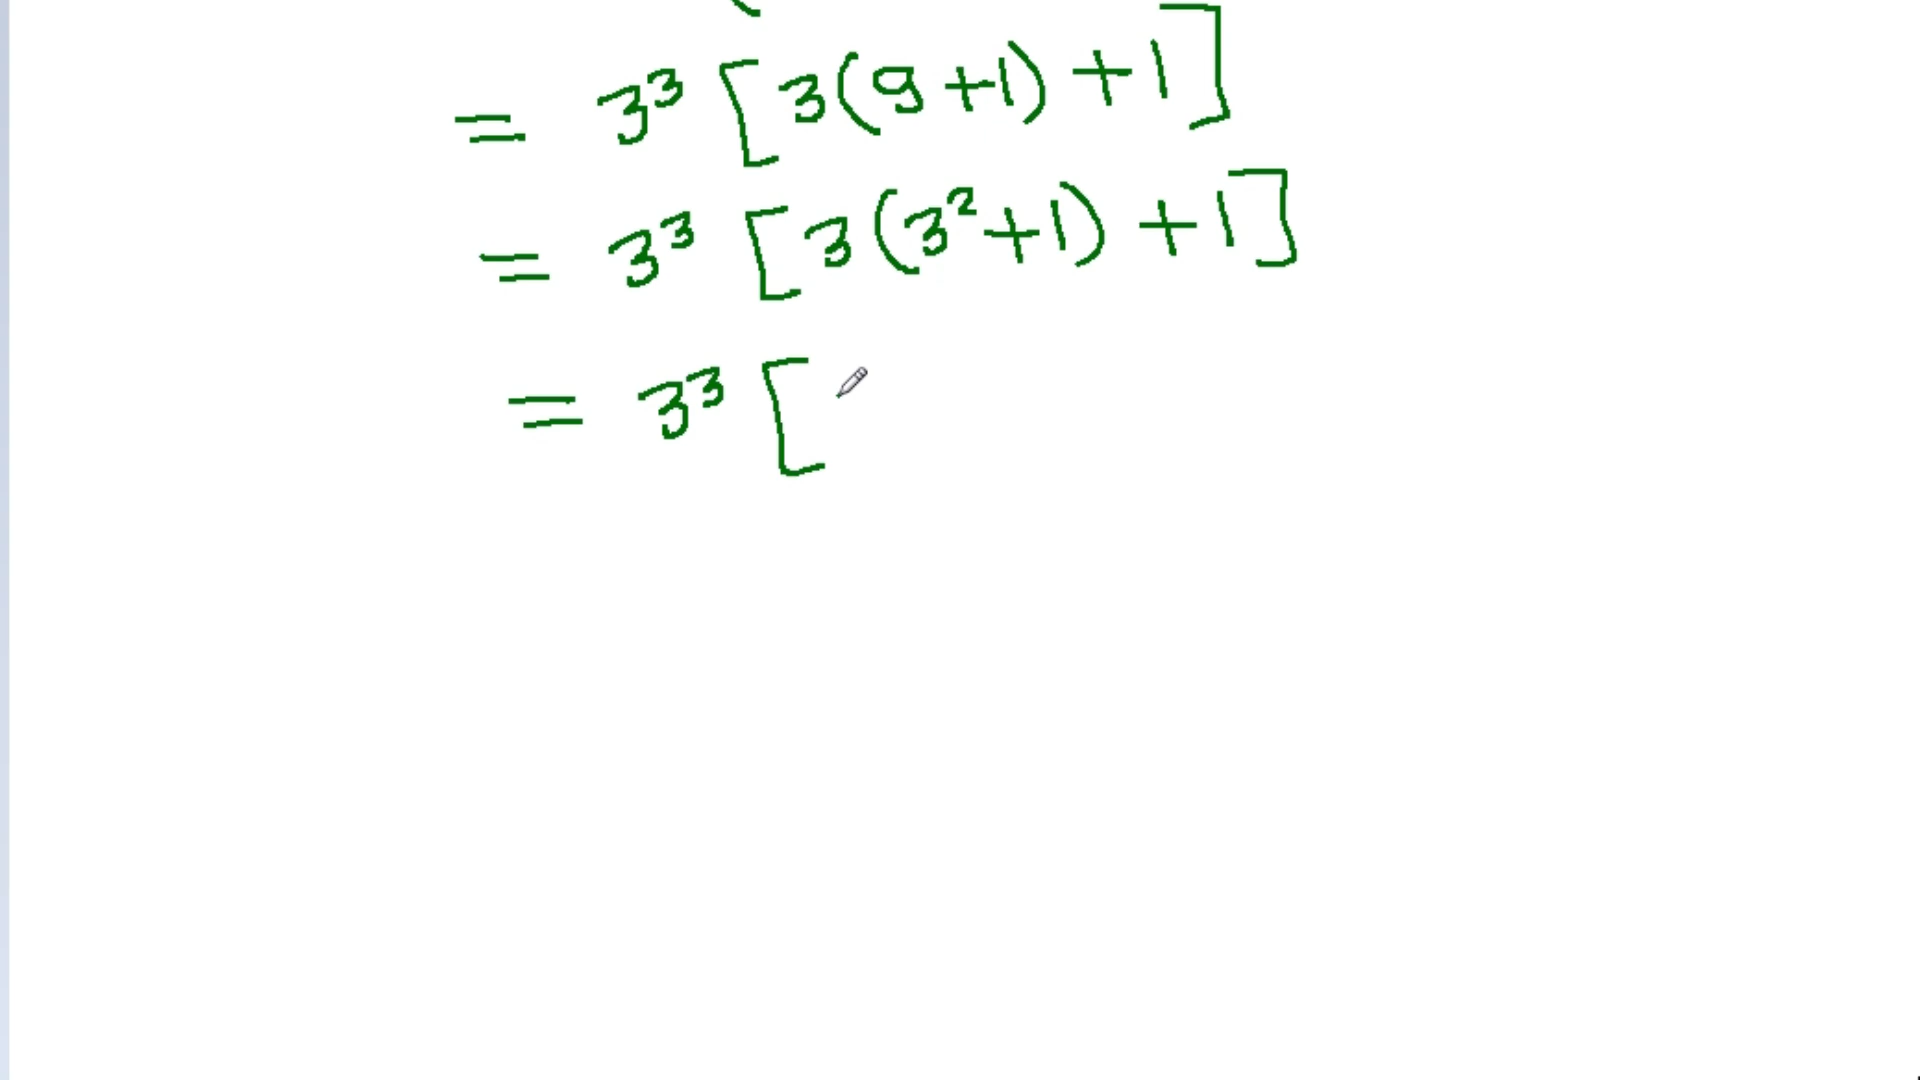 = 3³ [3(9+1)+1]
= 3³ [3(3²+1)+1]
= 3³ [